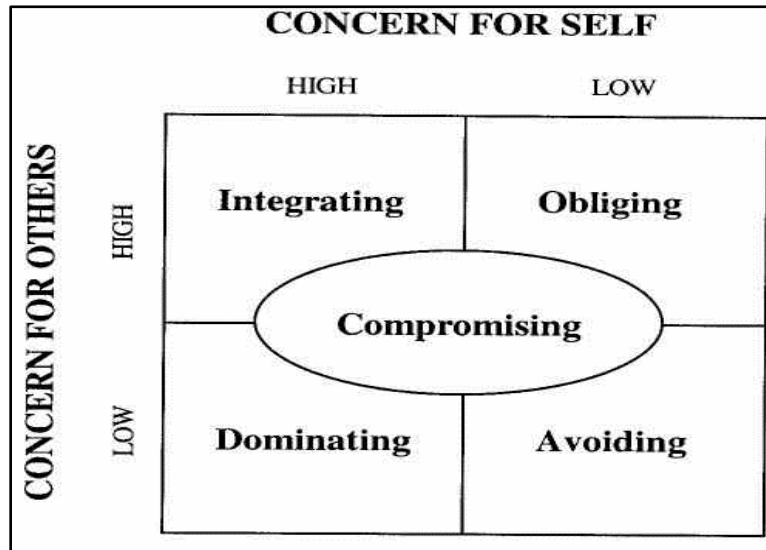 CONCERN FOR SELF
HIGH LOW
CONCERN FOR OTHERS
HIGH
Integrating Obliging
Compromising
LOW
Dominating Avoiding